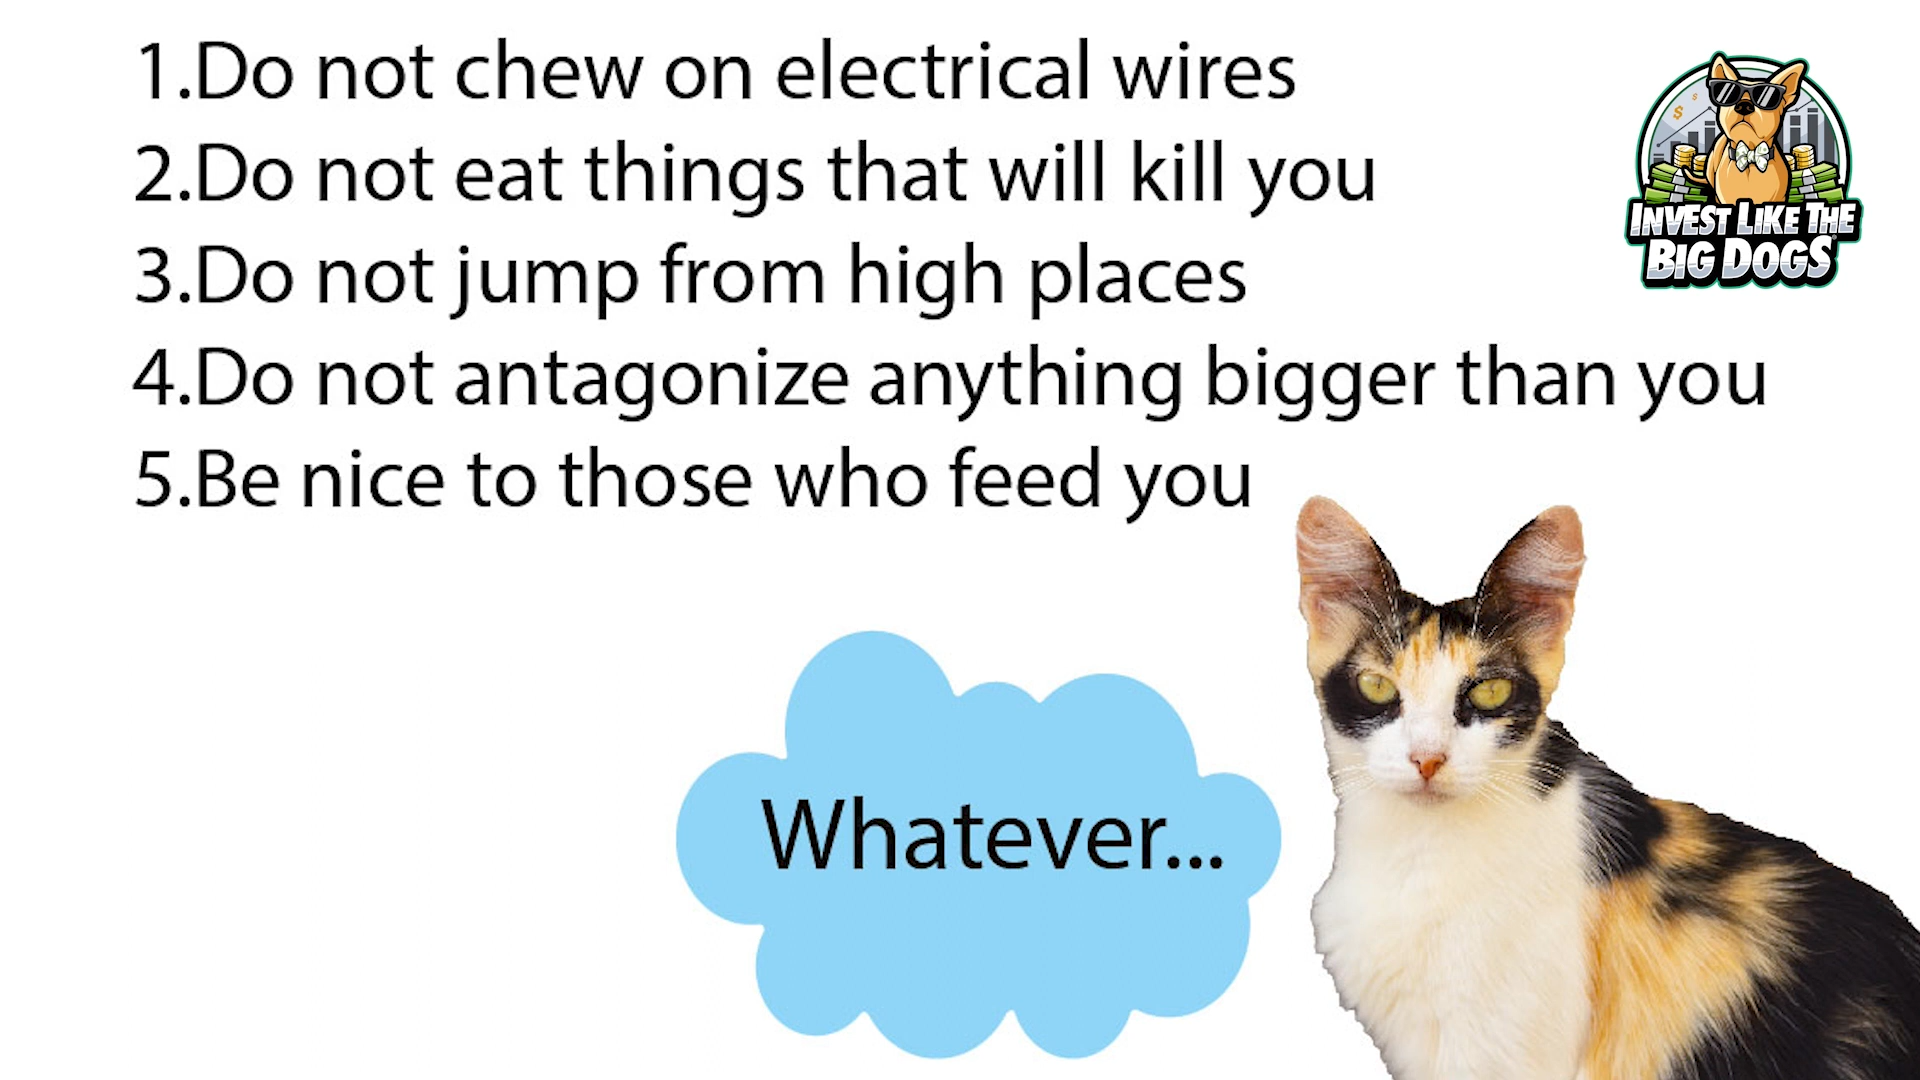 1.Do not chew on electrical wires
2.Do not eat things that will kill you
3.Do not jump from high places
4.Do not antagonize anything bigger than you
5.Be nice to those who feed you
INVEST LIKE THE
BIG DOGS
$
$
Whatever...